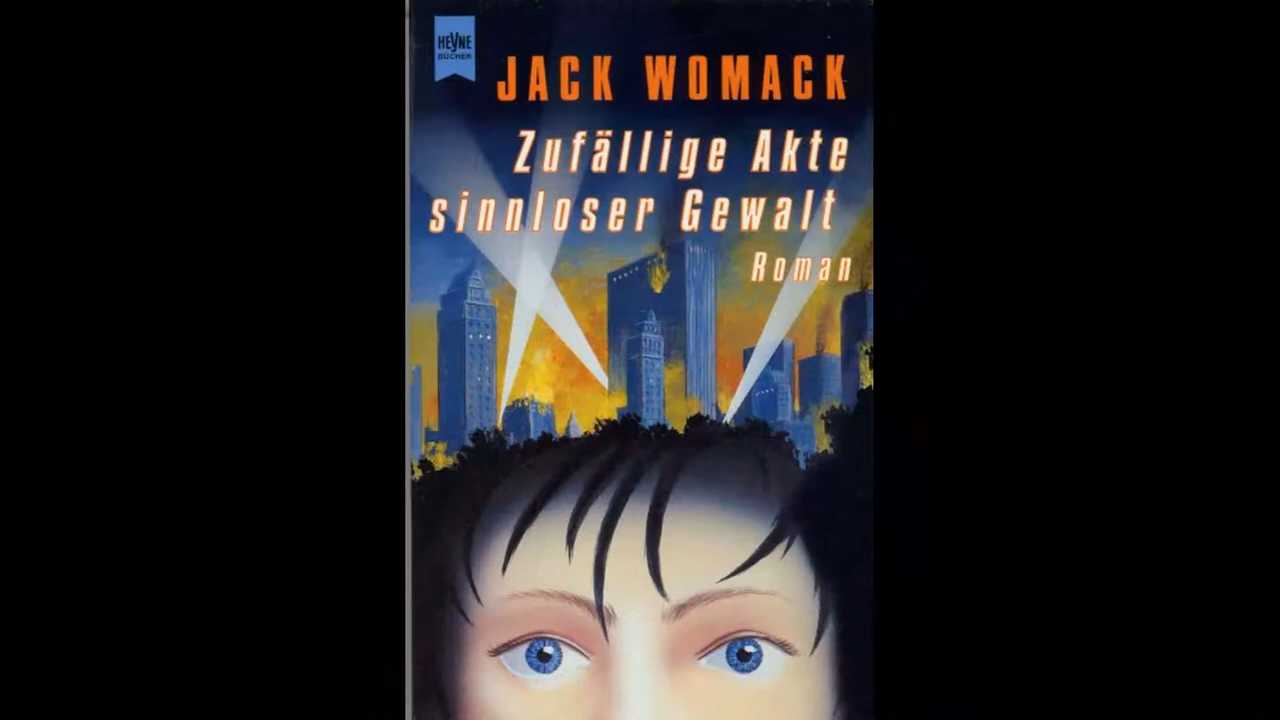 HEYNE
BÜCHER
JACK WOMACK
Zufällige Akte
sinnloser Gewalt
Roman